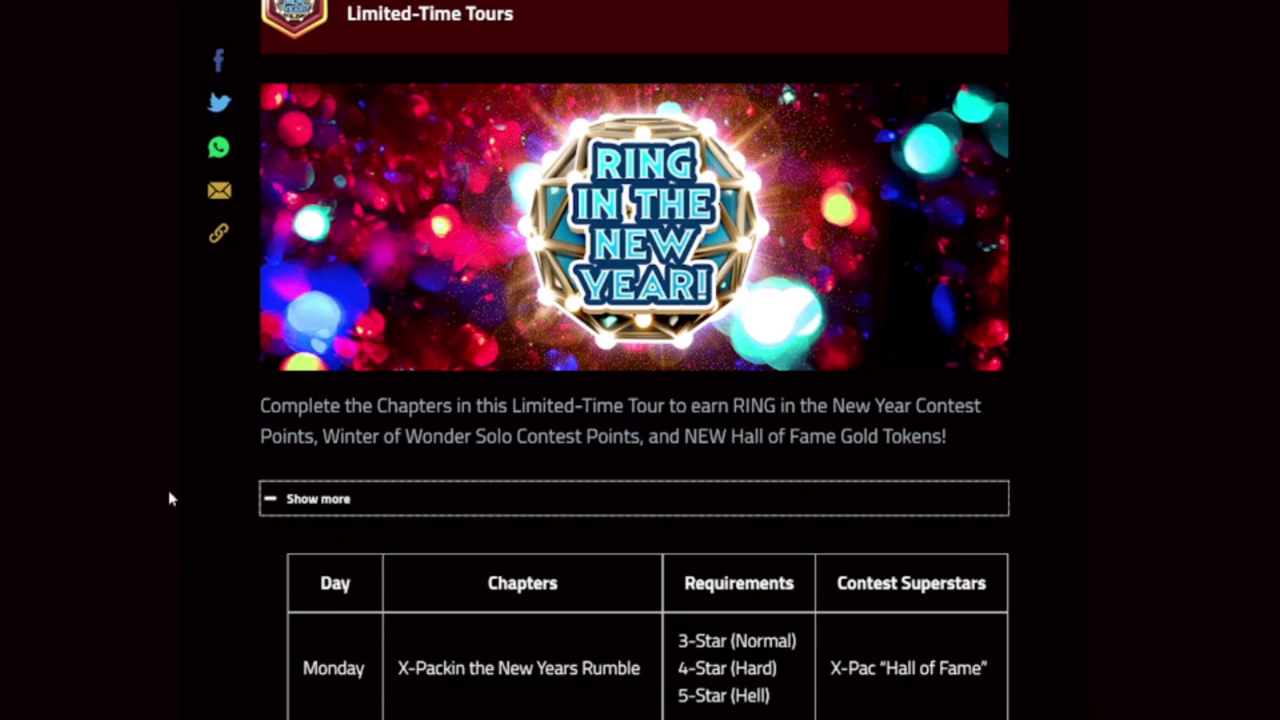 Limited-Time Tours
RING
IN THE
NEW
YEAR!
Complete the Chapters in this Limited-Time Tour to earn RING in the New Year Contest
Points, Winter of Wonder Solo Contest Points, and NEW Hall of Fame Gold Tokens!
Show more
Day Chapters Requirements Contest Superstars
Monday X-Packin the New Years Rumble 3-Star (Normal) X-Pac “Hall of Fame”
4-Star (Hard)
5-Star (Hell)